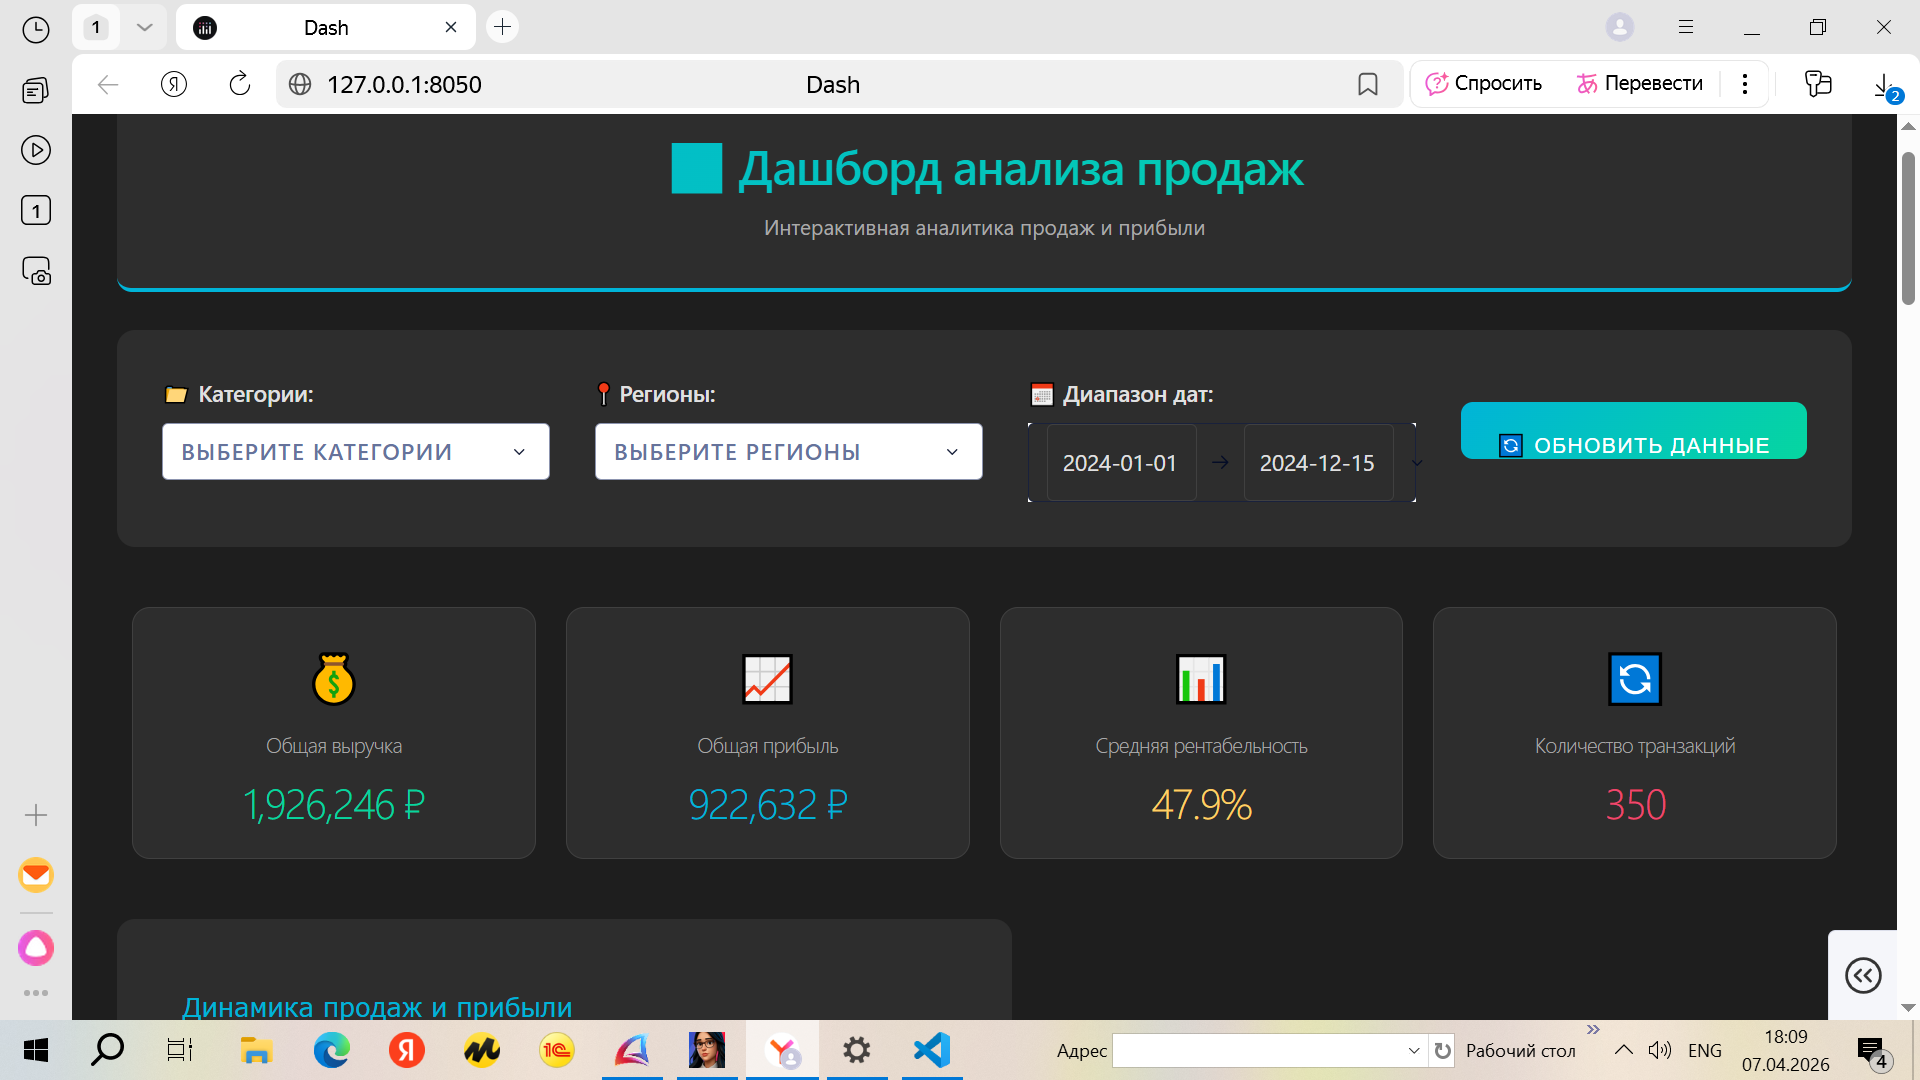 1
Dash
127.0.0.1:8050
Dash
Спросить
Перевести
2
1
Дашборд анализа продаж
Интерактивная аналитика продаж и прибыли
Категории:
Регионы:
Диапазон дат:
ВЫБЕРИТЕ КАТЕГОРИИ
ВЫБЕРИТЕ РЕГИОНЫ
2024-01-01
2024-12-15
ОБНОВИТЬ ДАННЫЕ
Общая выручка
1,926,246 ₽
Общая прибыль
922,632 ₽
Средняя рентабельность
47.9%
Количество транзакций
350
Динамика продаж и прибыли
Адрес
Рабочий стол
ENG
18:09
07.04.2026
4